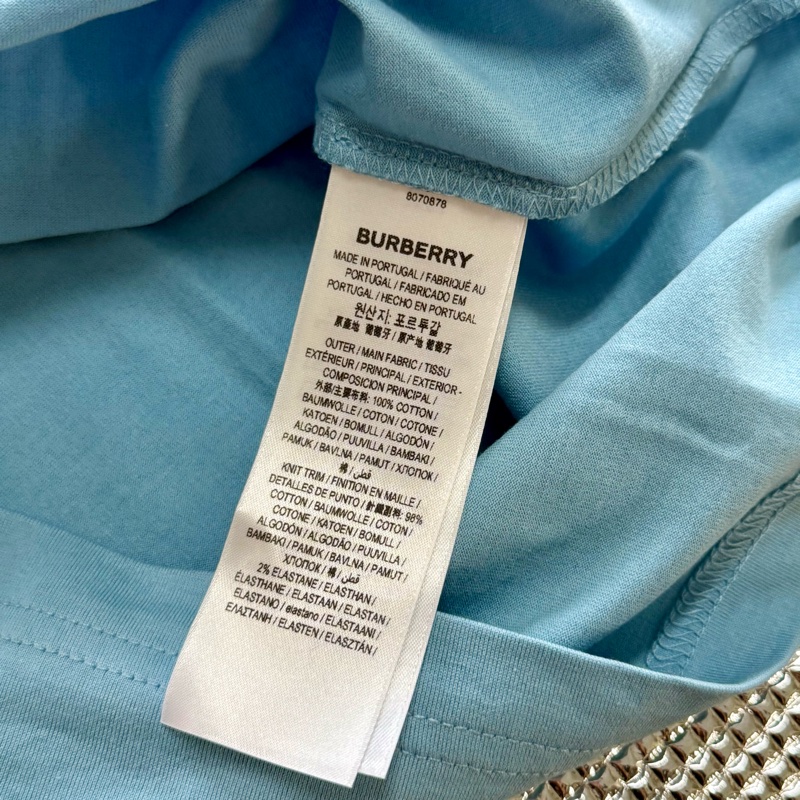 8070878
BURBERRY
MADE IN PORTUGAL / FABRIQUÉ AU
PORTUGAL / FABRICADO EM
PORTUGAL / HECHO EN PORTUGAL
원산지: 포르투갈
原產地 葡萄牙 / 原产地 葡萄牙
OUTER / MAIN FABRIC / TISSU
EXTÉRIEUR / PRINCIPAL / EXTERIOR -
COMPOSICIÓN PRINCIPAL /
外部/主要布料: 100% COTTON /
BAUMWOLLE / COTON / COTONE /
KATOEN / BOMULL / ALGODÓN /
ALGODÃO / PUUVILLA / BAMBAKI /
PAMUK / BAVLNA / PAMUT / ХЛОПОК /
棉 / قطن
KNIT TRIM / FINITION EN MAILLE /
DETALLES DE PUNTO / 針織副料: 98%
COTTON / BAUMWOLLE / COTON /
COTONE / KATOEN / BOMULL /
ALGODÓN / ALGODÃO / PUUVILLA /
BAMBAKI / PAMUK / BAVLNA / PAMUT /
ХЛОПОК / 棉 / قطن
2% ELASTANE / ELASTHAN /
ÉLASTHANNE / ELASTAAN / ELASTAN /
ELASTANO / elastano / ELASTAANI /
ΕΛΑΣΤΑΝΗ / ELASTEN / ELASZTÁN /